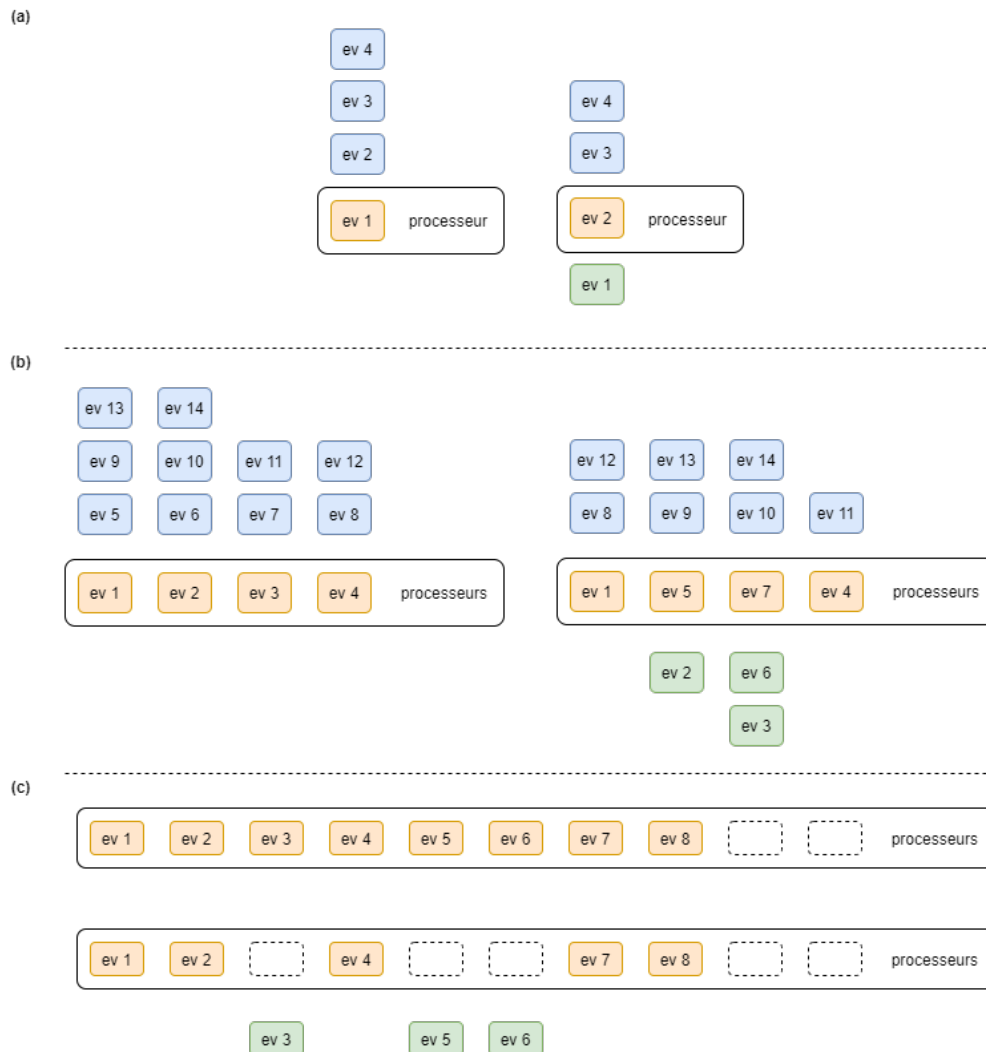 (a)
ev 4
ev 3 ev 4
ev 2 ev 3
ev 1 processeur ev 2 processeur
ev 1
(b)
ev 13 ev 14
ev 9 ev 10 ev 11 ev 12 ev 12 ev 13 ev 14
ev 5 ev 6 ev 7 ev 8 ev 8 ev 9 ev 10 ev 11
ev 1 ev 2 ev 3 ev 4 processeurs ev 1 ev 5 ev 7 ev 4 processeurs
ev 2 ev 6
ev 3
(c)
ev 1 ev 2 ev 3 ev 4 ev 5 ev 6 ev 7 ev 8 processeurs
ev 1 ev 2 ev 4 ev 7 ev 8 processeurs
ev 3 ev 5 ev 6